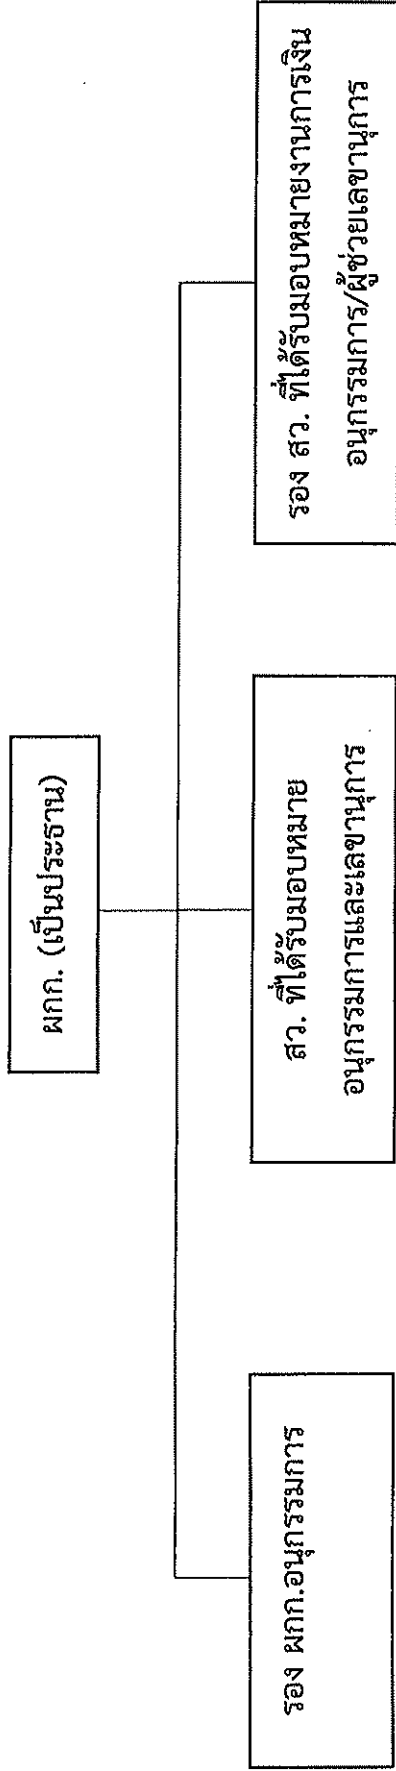 ผกก. (เป็นประธาน)
รอง ผกก.อนุกรรมการ
สว. ที่ได้รับมอบหมาย
อนุกรรมการและเลขานุการ
รอง สว. ที่ได้รับมอบหมายงานการเงิน
อนุกรรมการ/ผู้ช่วยเลขานุการ